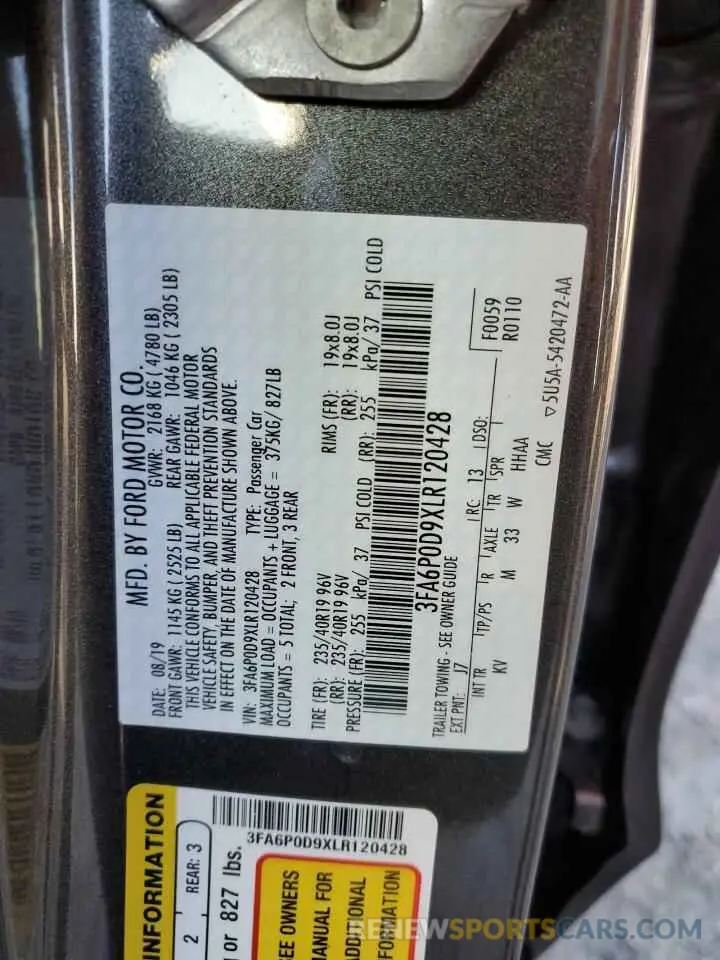 MFD. BY FORD MOTOR CO.
DATE: 08/19 GVWR: 2168 KG ( 4780 LB)
FRONT GAWR: 1145 KG ( 2525 LB) REAR GAWR: 1046 KG ( 2305 LB)
THIS VEHICLE CONFORMS TO ALL APPLICABLE FEDERAL MOTOR
VEHICLE SAFETY, BUMPER, AND THEFT PREVENTION STANDARDS
IN EFFECT ON THE DATE OF MANUFACTURE SHOWN ABOVE.
VIN: 3FA6P0D9XLR120428 TYPE: Passenger Car
MAXIMUM LOAD = OCCUPANTS + LUGGAGE = 375KG/ 827LB
OCCUPANTS = 5 TOTAL; 2 FRONT, 3 REAR
TIRE (FR): 235/40R19 96V RIMS (FR): 19x8.0J
(RR): 235/40R19 96V (RR): 19x8.0J
PRESSURE (FR): 255 kPa/ 37 PSI COLD (RR): 255 kPa/ 37 PSI COLD
3FA6P0D9XLR120428
TRAILER TOWING - SEE OWNER GUIDE
EXT PNT: J7 RC: 13 DSO: F0059
R0110
INT TR TP/PS R AXLE TR SPR
KV M 33 W HHAA
CMC ▽5U5A-5420472-AA
INFORMATION
2 REAR: 3
or 827 lbs.
3FA6P0D9XLR120428
SEE OWNERS
MANUAL FOR
ADDITIONAL
INFORMATION
RENEWSPORTSCARS.COM